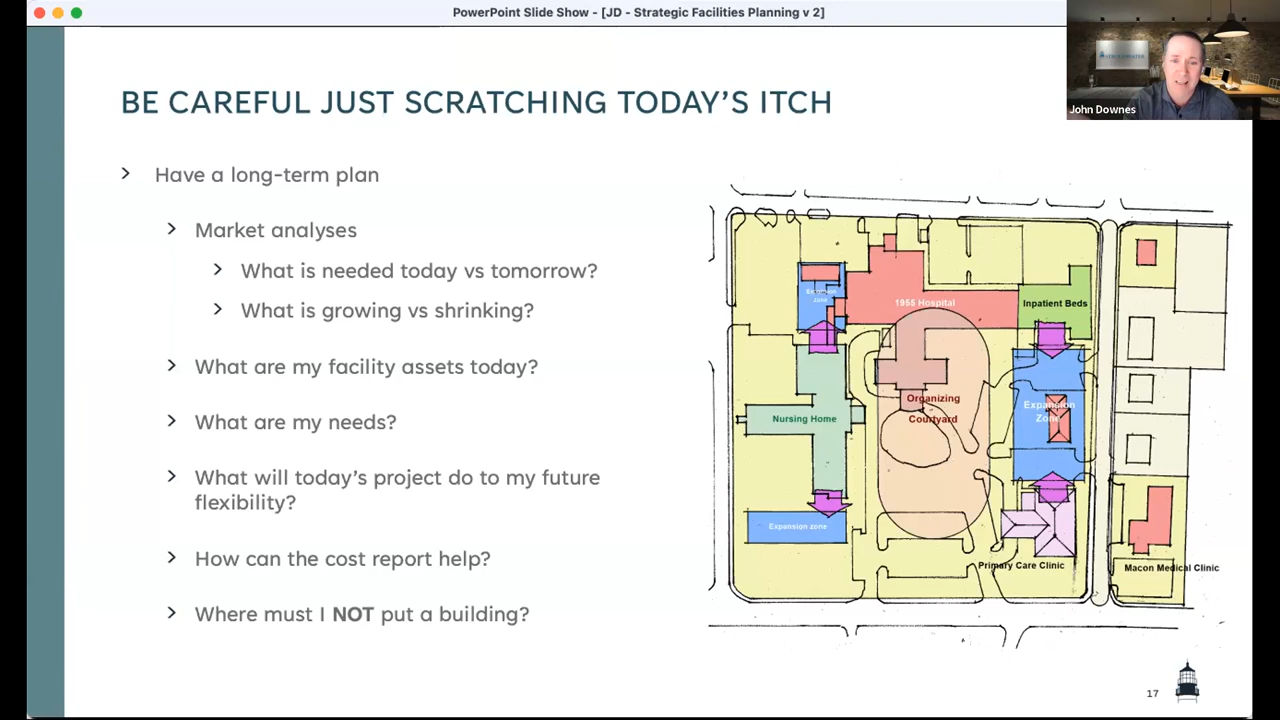 PowerPoint Slide Show - [JD - Strategic Facilities Planning v 2]
John Downes
BE CAREFUL JUST SCRATCHING TODAY'S ITCH
> Have a long-term plan
> Market analyses
> What is needed today vs tomorrow?
> What is growing vs shrinking?
> What are my facility assets today?
> What are my needs?
> What will today's project do to my future
flexibility?
> How can the cost report help?
> Where must I NOT put a building?
Expansion
zone
1955 Hospital
Inpatient Beds
Organizing
Courtyard
Expansion
Zone
Nursing Home
Expansion zone
Primary Care Clinic
Macon Medical Clinic
17